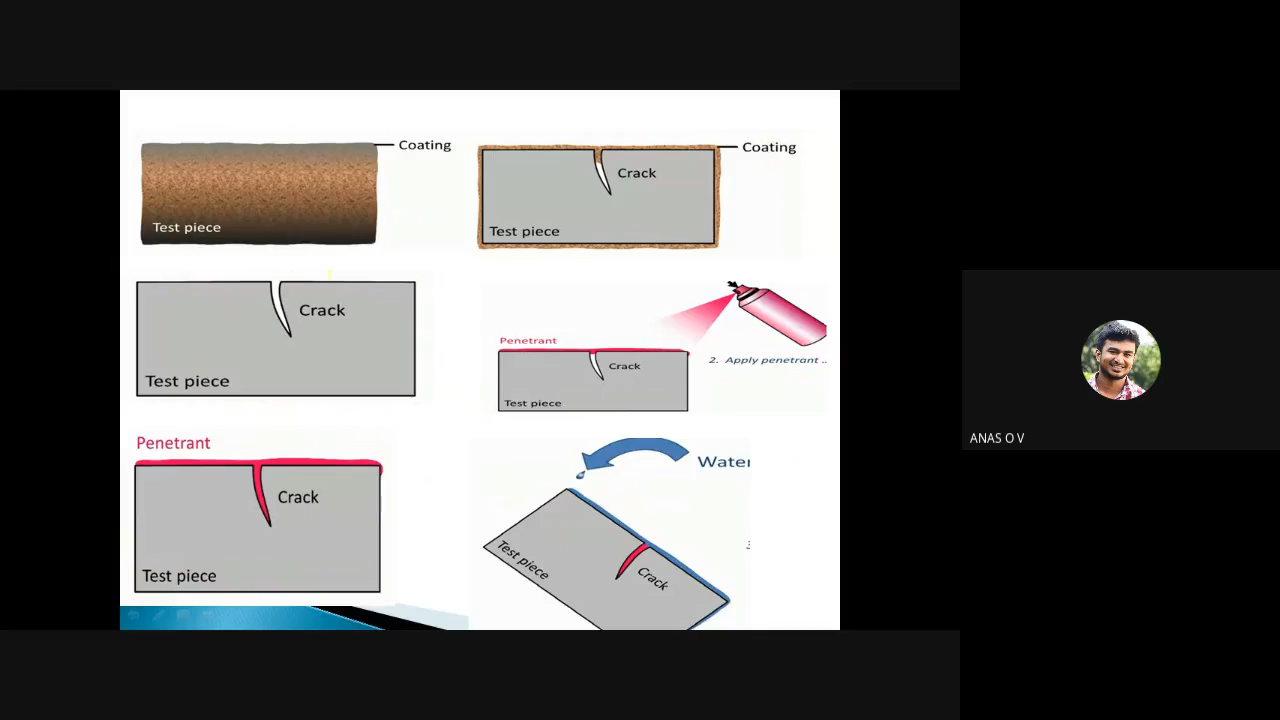 Coating
Test piece
Coating
Crack
Test piece
Crack
Test piece
Penetrant
Crack
Test piece
2. Apply penetrant ..
Penetrant
Crack
Test piece
Water
Test piece
Crack
ANAS O V